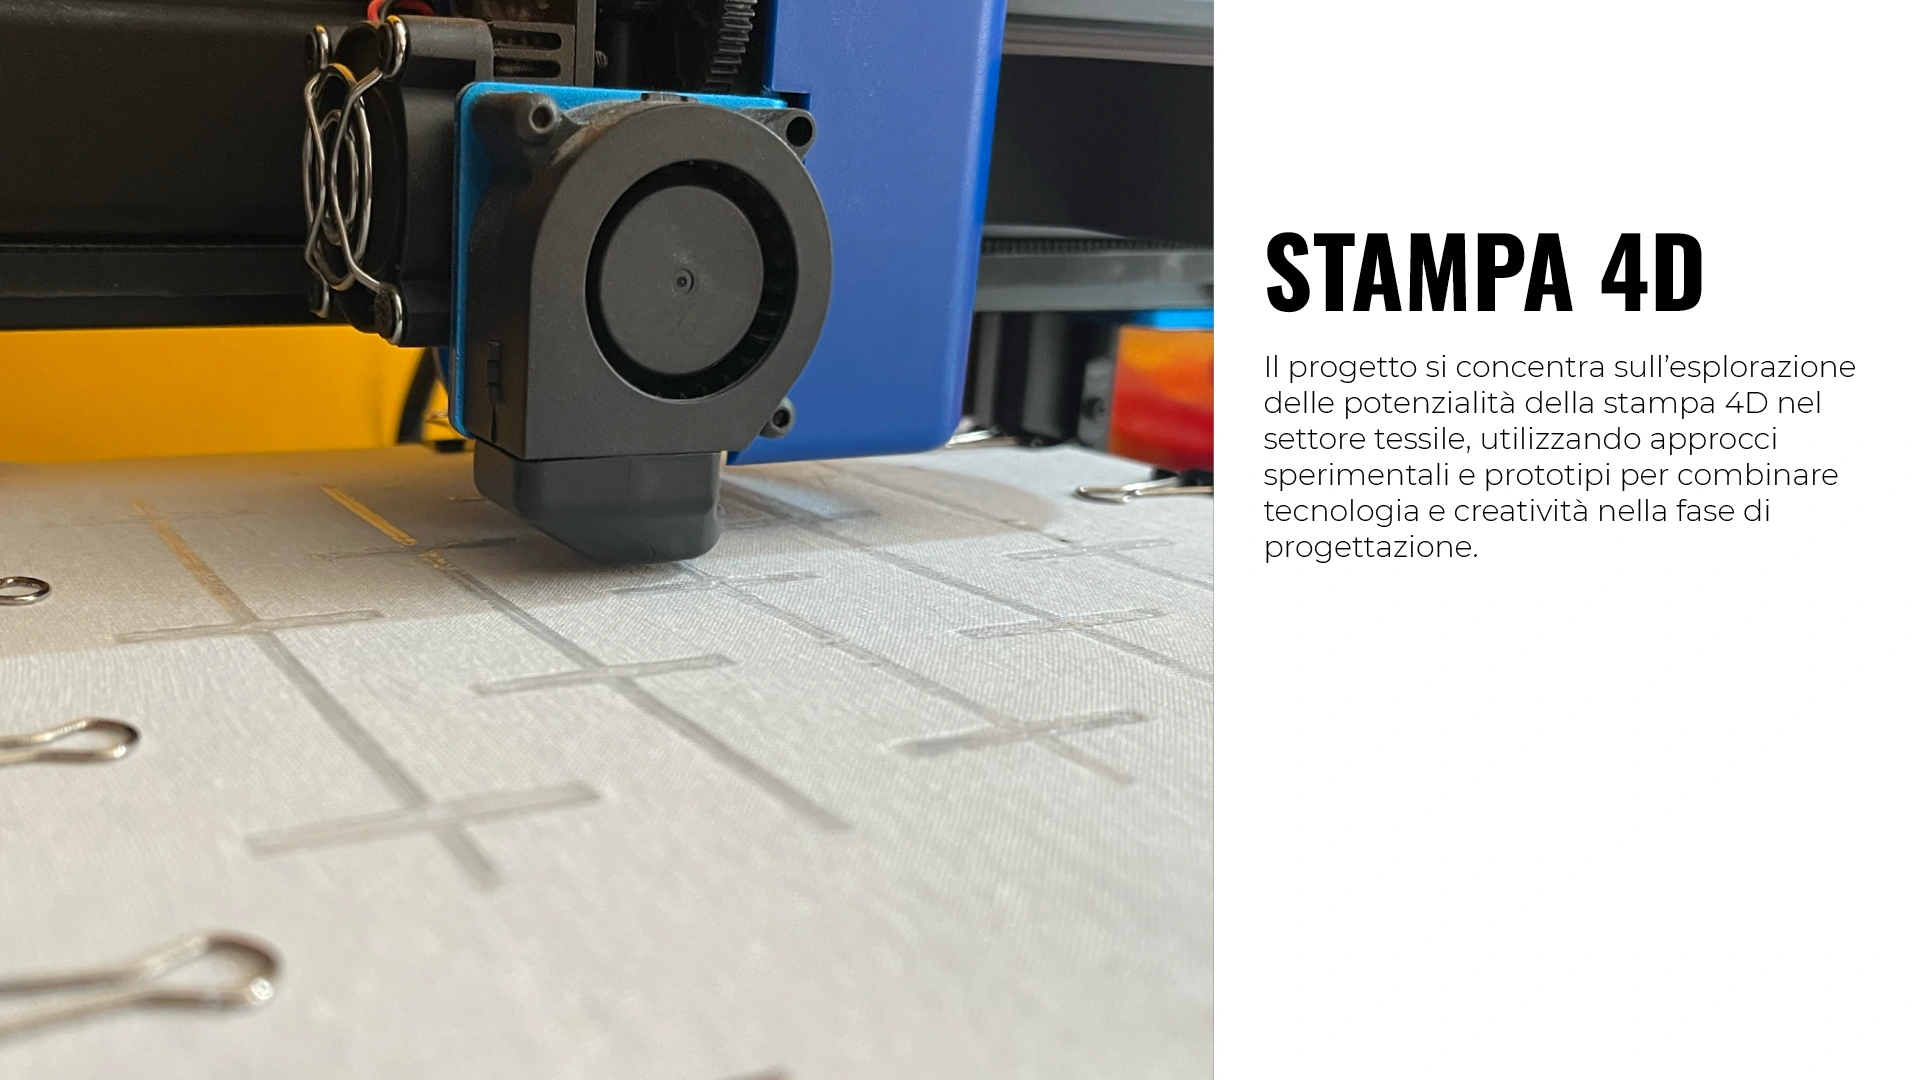 STAMPA 4D
Il progetto si concentra sull’esplorazione
delle potenzialità della stampa 4D nel
settore tessile, utilizzando approcci
sperimentali e prototipi per combinare
tecnologia e creatività nella fase di
progettazione.